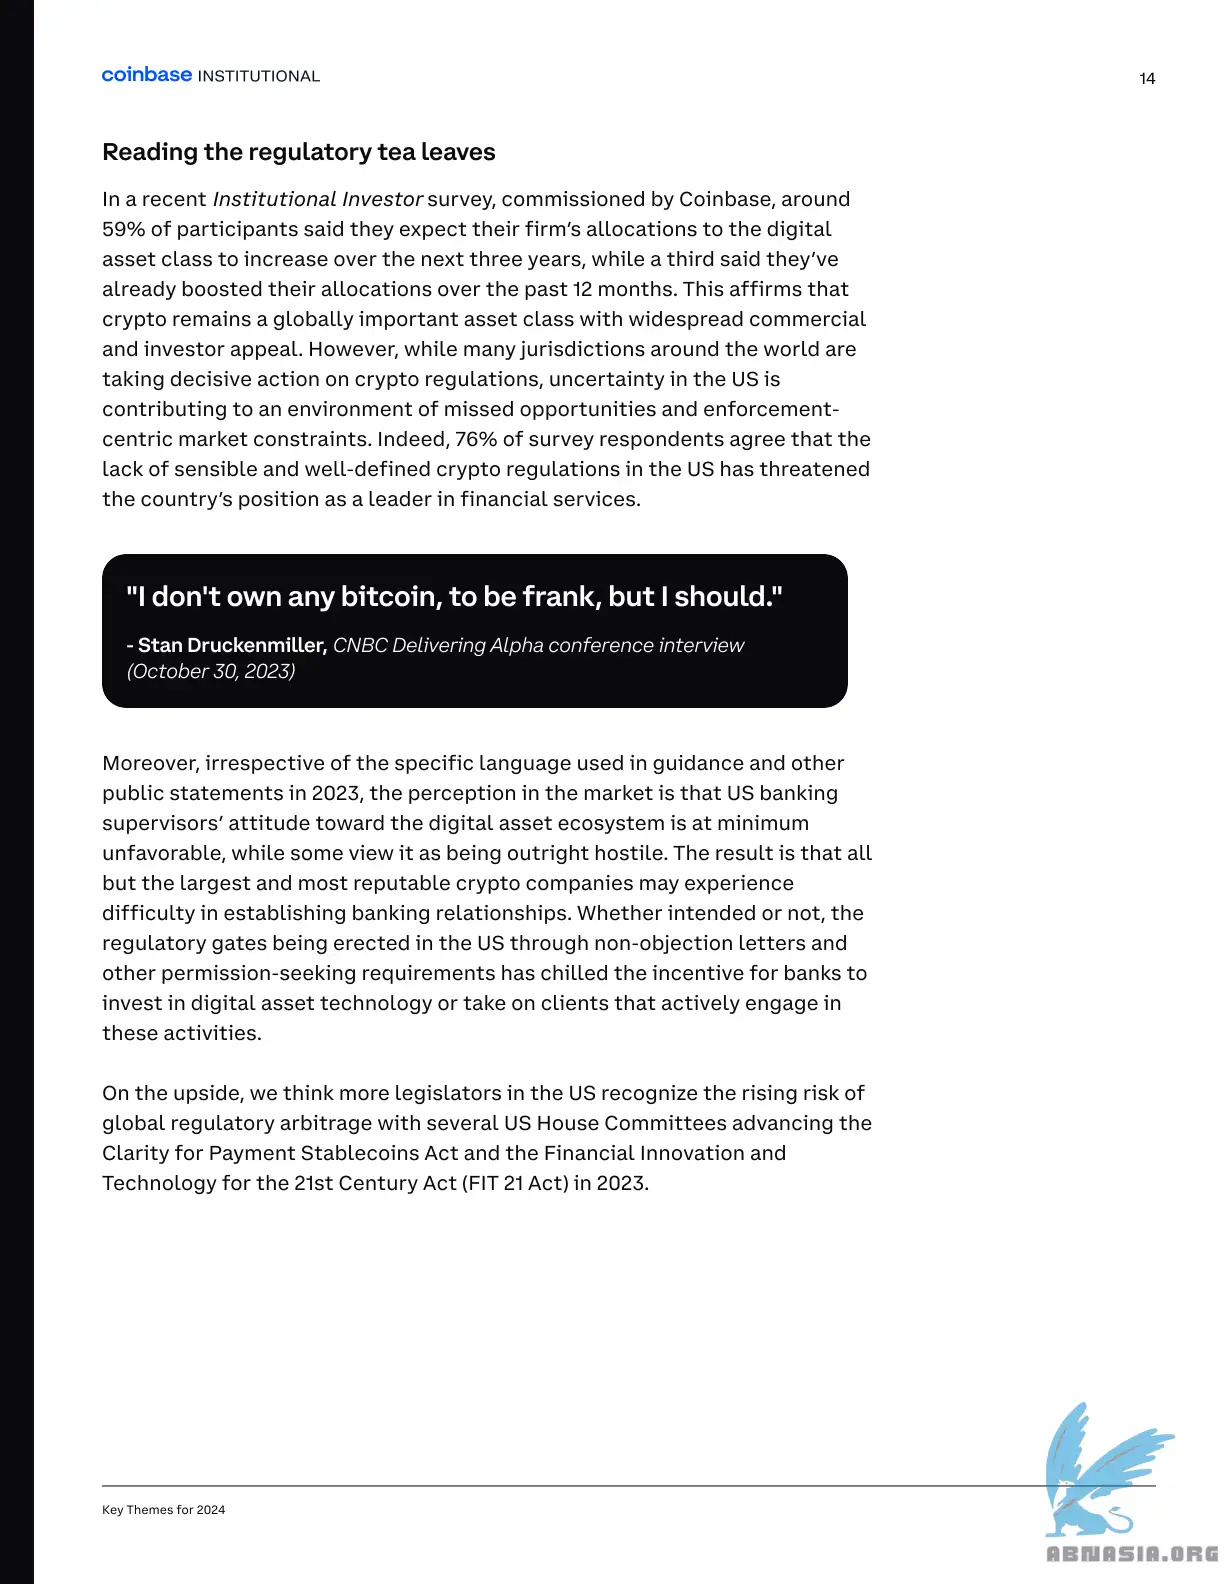 coinbase INSTITUTIONAL
14
Reading the regulatory tea leaves
In a recent Institutional Investor survey, commissioned by Coinbase, around
59% of participants said they expect their firm’s allocations to the digital
asset class to increase over the next three years, while a third said they’ve
already boosted their allocations over the past 12 months. This affirms that
crypto remains a globally important asset class with widespread commercial
and investor appeal. However, while many jurisdictions around the world are
taking decisive action on crypto regulations, uncertainty in the US is
contributing to an environment of missed opportunities and enforcement-
centric market constraints. Indeed, 76% of survey respondents agree that the
lack of sensible and well-defined crypto regulations in the US has threatened
the country’s position as a leader in financial services.
"I don't own any bitcoin, to be frank, but I should."
- Stan Druckenmiller, CNBC Delivering Alpha conference interview
(October 30, 2023)
Moreover, irrespective of the specific language used in guidance and other
public statements in 2023, the perception in the market is that US banking
supervisors’ attitude toward the digital asset ecosystem is at minimum
unfavorable, while some view it as being outright hostile. The result is that all
but the largest and most reputable crypto companies may experience
difficulty in establishing banking relationships. Whether intended or not, the
regulatory gates being erected in the US through non-objection letters and
other permission-seeking requirements has chilled the incentive for banks to
invest in digital asset technology or take on clients that actively engage in
these activities.
On the upside, we think more legislators in the US recognize the rising risk of
global regulatory arbitrage with several US House Committees advancing the
Clarity for Payment Stablecoins Act and the Financial Innovation and
Technology for the 21st Century Act (FIT 21 Act) in 2023.
Key Themes for 2024
ABNASIA.ORG